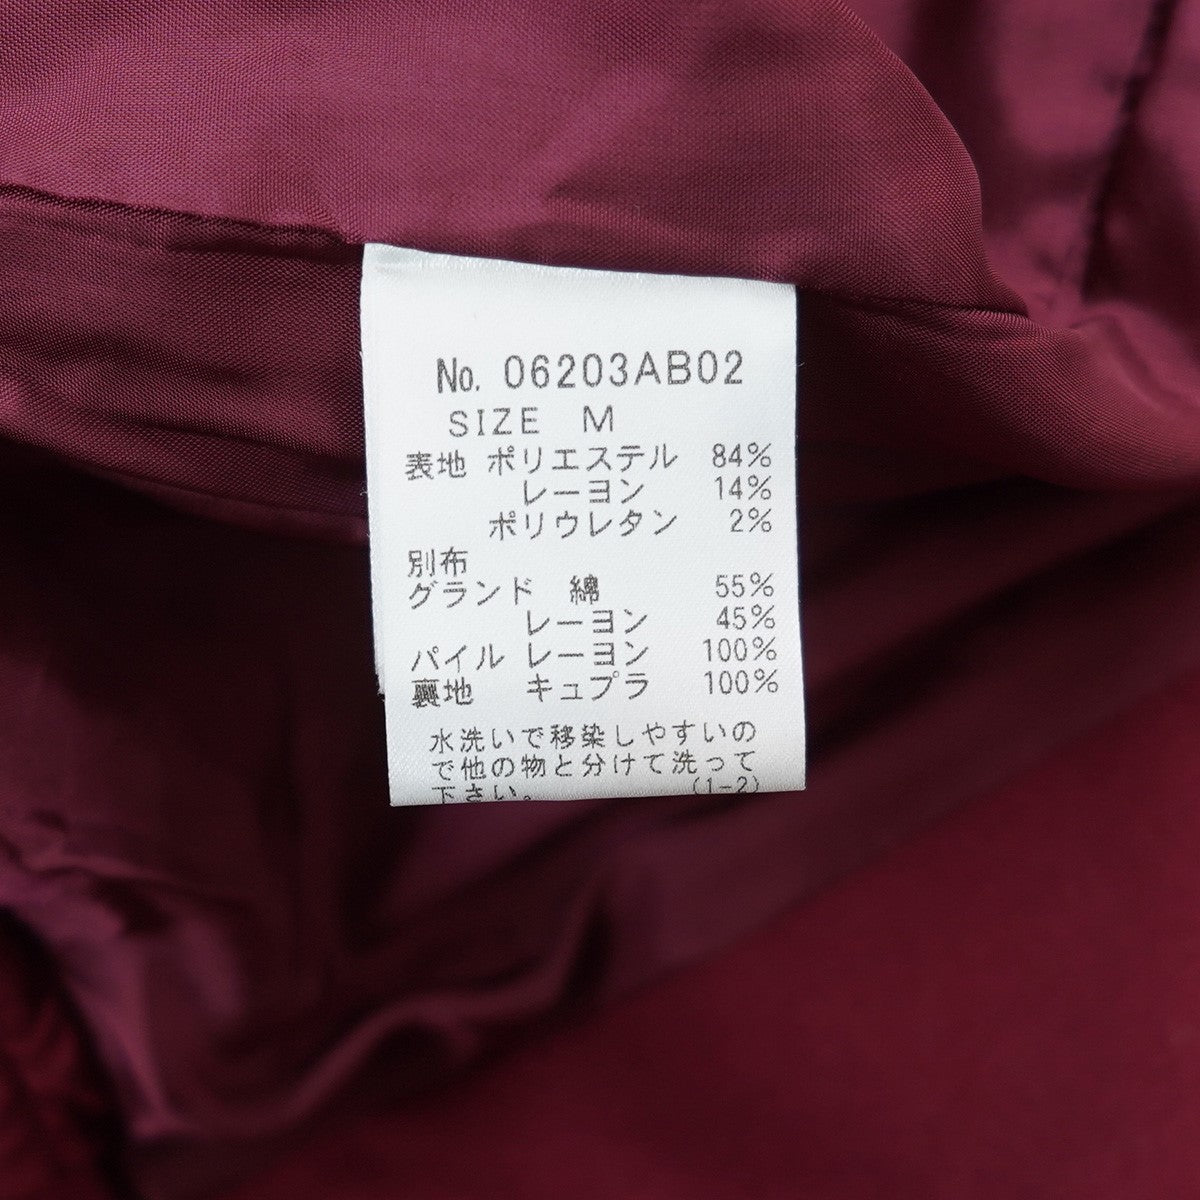 No. 06203AB02
SIZE M
表地 ポリエステル 84%
レーヨン 14%
ポリウレタン 2%
別布
グランド 綿 55%
レーヨン 45%
パイル レーヨン 100%
裏地 キュプラ 100%
水洗いで移染しやすいの
で他の物と分けて洗って
下さい。 (1-2)